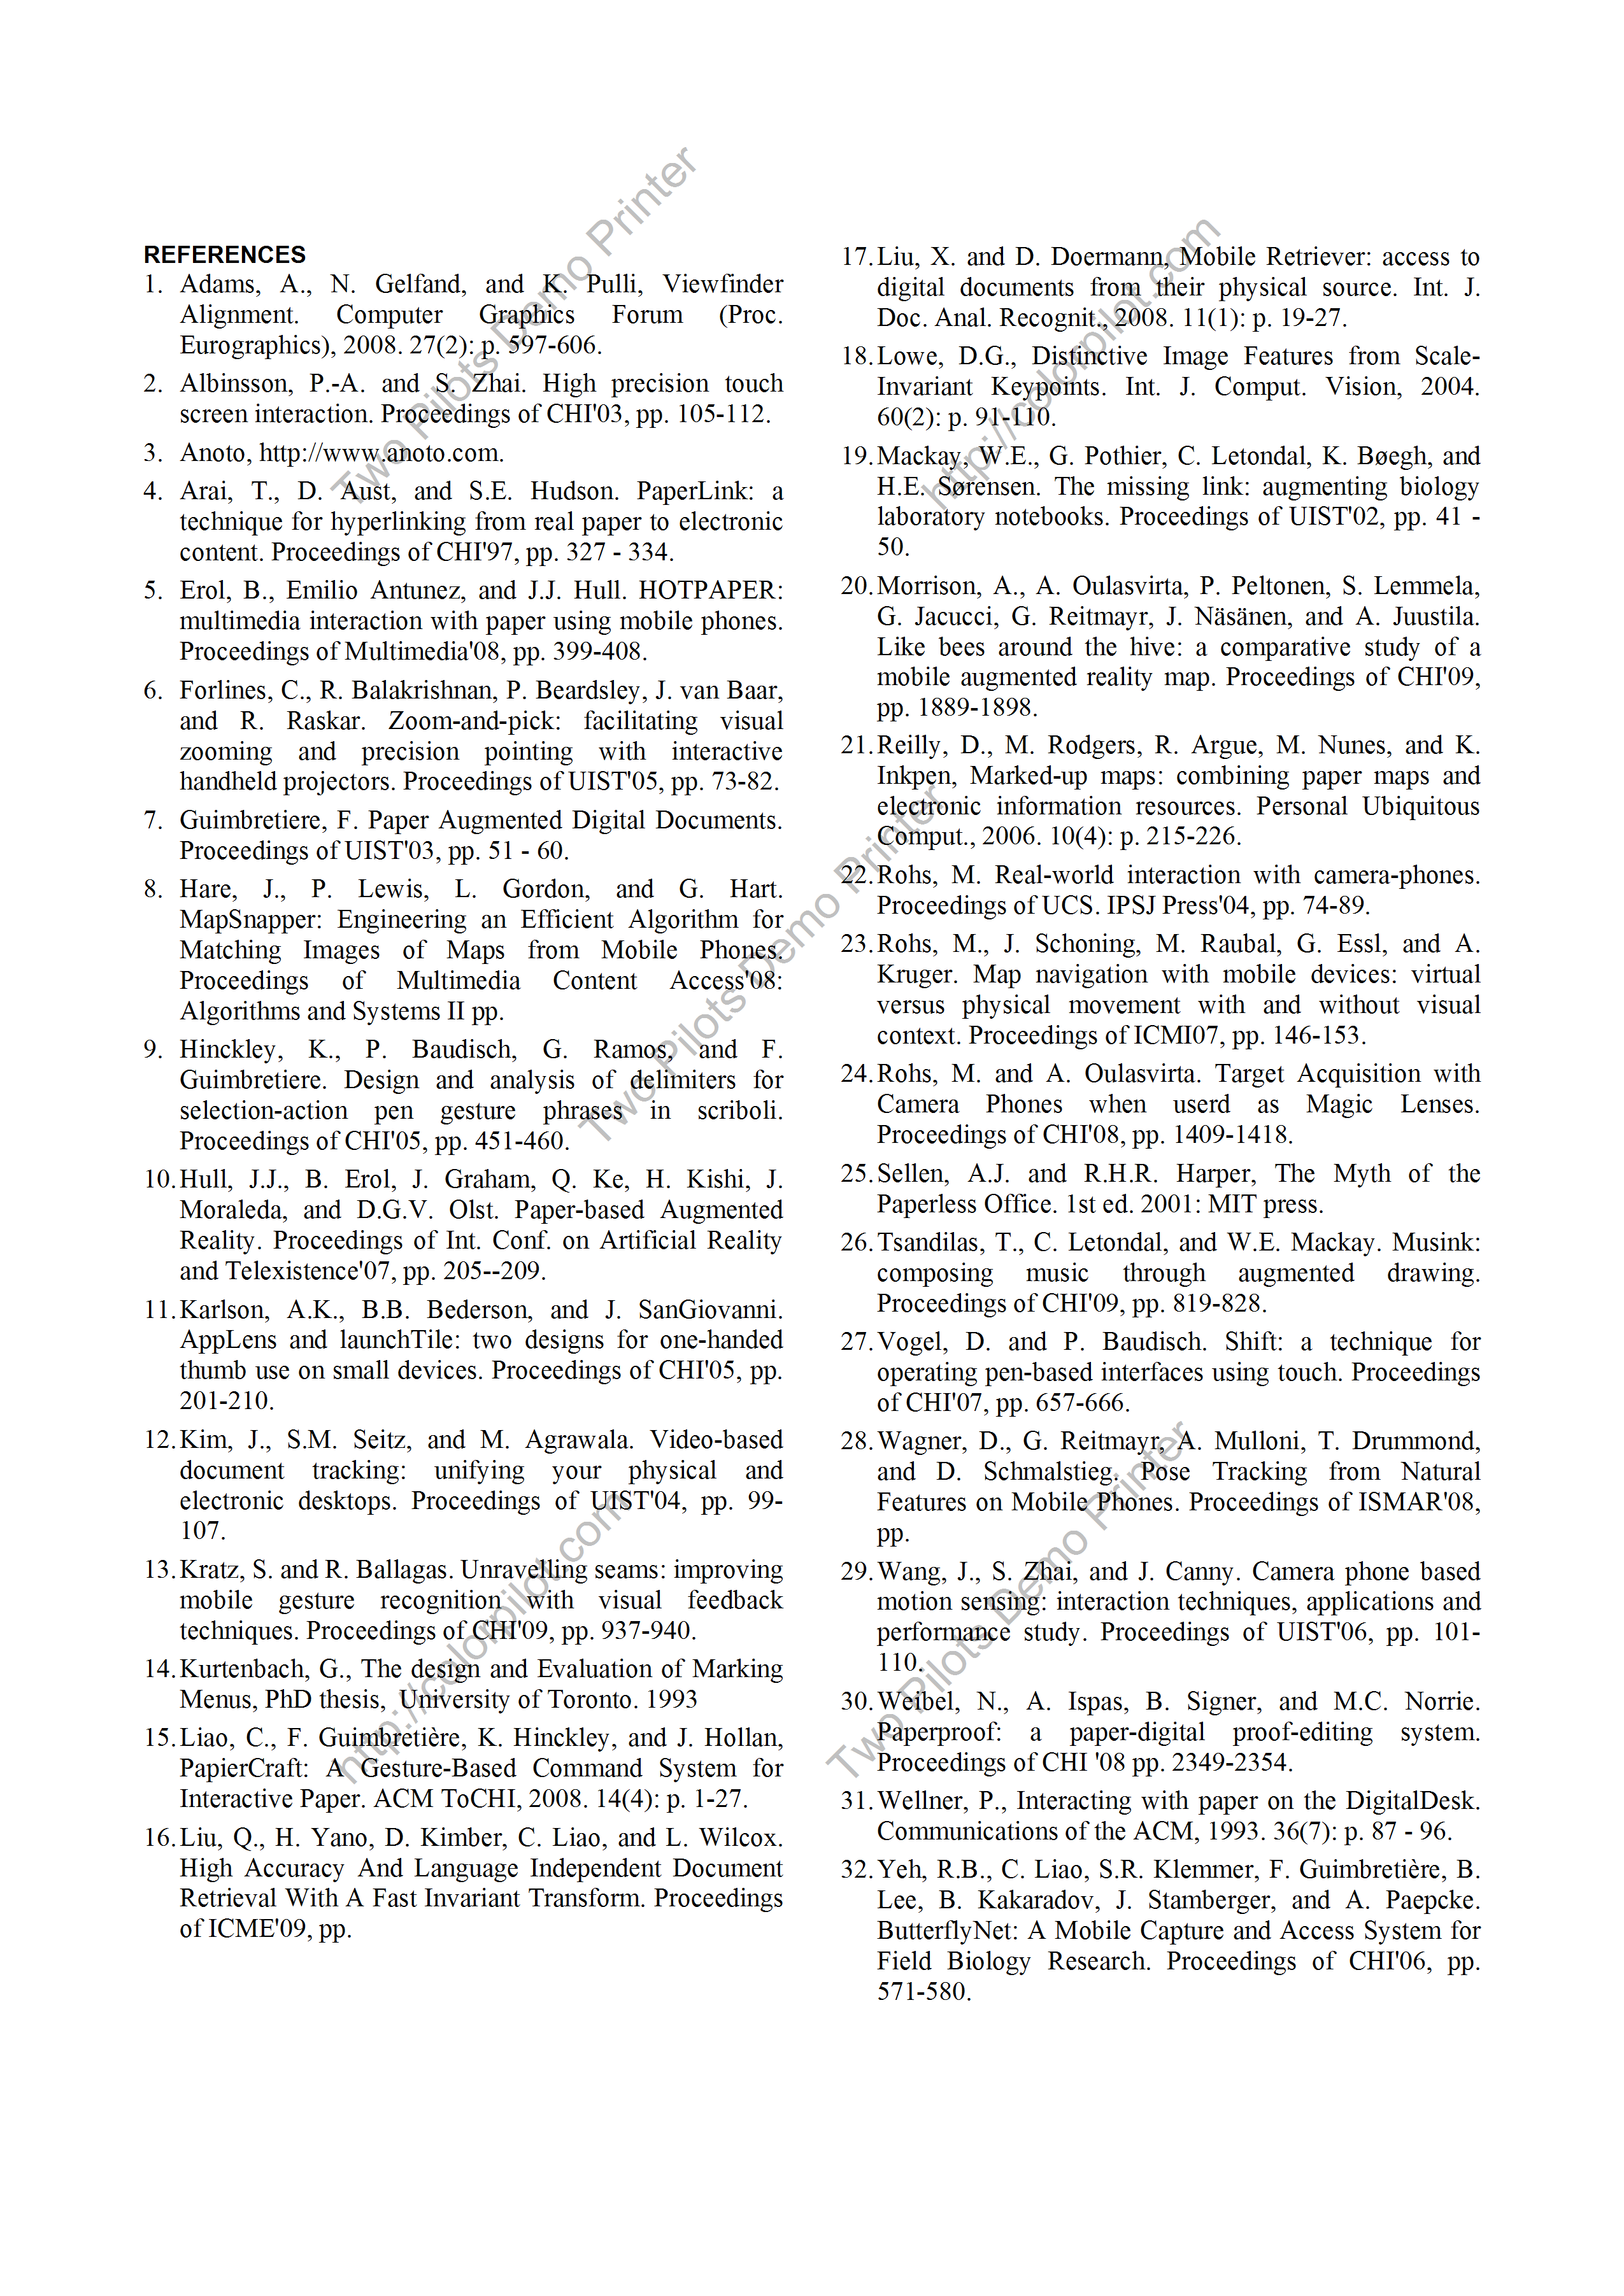 REFERENCES
1. Adams, A., N. Gelfand, and K. Pulli, Viewfinder
Alignment. Computer Graphics Forum (Proc.
Eurographics), 2008. 27(2): p. 597-606.
2. Albinsson, P.-A. and S. Zhai. High precision touch
screen interaction. Proceedings of CHI'03, pp. 105-112.
3. Anoto, http://www.anoto.com.
4. Arai, T., D. Aust, and S.E. Hudson. PaperLink: a
technique for hyperlinking from real paper to electronic
content. Proceedings of CHI'97, pp. 327 - 334.
5. Erol, B., Emilio Antunez, and J.J. Hull. HOTPAPER:
multimedia interaction with paper using mobile phones.
Proceedings of Multimedia'08, pp. 399-408.
6. Forlines, C., R. Balakrishnan, P. Beardsley, J. van Baar,
and R. Raskar. Zoom-and-pick: facilitating visual
zooming and precision pointing with interactive
handheld projectors. Proceedings of UIST'05, pp. 73-82.
7. Guimbretiere, F. Paper Augmented Digital Documents.
Proceedings of UIST'03, pp. 51 - 60.
8. Hare, J., P. Lewis, L. Gordon, and G. Hart.
MapSnapper: Engineering an Efficient Algorithm for
Matching Images of Maps from Mobile Phones.
Proceedings of Multimedia Content Access'08:
Algorithms and Systems II pp.
9. Hinckley, K., P. Baudisch, G. Ramos, and F.
Guimbretiere. Design and analysis of delimiters for
selection-action pen gesture phrases in scriboli.
Proceedings of CHI'05, pp. 451-460.
10. Hull, J.J., B. Erol, J. Graham, Q. Ke, H. Kishi, J.
Moraleda, and D.G.V. Olst. Paper-based Augmented
Reality. Proceedings of Int. Conf. on Artificial Reality
and Telexistence'07, pp. 205--209.
11. Karlson, A.K., B.B. Bederson, and J. SanGiovanni.
AppLens and launchTile: two designs for one-handed
thumb use on small devices. Proceedings of CHI'05, pp.
201-210.
12. Kim, J., S.M. Seitz, and M. Agrawala. Video-based
document tracking: unifying your physical and
electronic desktops. Proceedings of UIST'04, pp. 99-
107.
13. Kratz, S. and R. Ballagas. Unravelling seams: improving
mobile gesture recognition with visual feedback
techniques. Proceedings of CHI'09, pp. 937-940.
14. Kurtenbach, G., The design and Evaluation of Marking
Menus, PhD thesis, University of Toronto. 1993
15. Liao, C., F. Guimbretière, K. Hinckley, and J. Hollan,
PapierCraft: A Gesture-Based Command System for
Interactive Paper. ACM ToCHI, 2008. 14(4): p. 1-27.
16. Liu, Q., H. Yano, D. Kimber, C. Liao, and L. Wilcox.
High Accuracy And Language Independent Document
Retrieval With A Fast Invariant Transform. Proceedings
of ICME'09, pp.
17. Liu, X. and D. Doermann, Mobile Retriever: access to
digital documents from their physical source. Int. J.
Doc. Anal. Recognit., 2008. 11(1): p. 19-27.
18. Lowe, D.G., Distinctive Image Features from Scale-
Invariant Keypoints. Int. J. Comput. Vision, 2004.
60(2): p. 91-110.
19. Mackay, W.E., G. Pothier, C. Letondal, K. Bøegh, and
H.E. Sørensen. The missing link: augmenting biology
laboratory notebooks. Proceedings of UIST'02, pp. 41 -
50.
20. Morrison, A., A. Oulasvirta, P. Peltonen, S. Lemmela,
G. Jacucci, G. Reitmayr, J. Näsänen, and A. Juustila.
Like bees around the hive: a comparative study of a
mobile augmented reality map. Proceedings of CHI'09,
pp. 1889-1898.
21. Reilly, D., M. Rodgers, R. Argue, M. Nunes, and K.
Inkpen, Marked-up maps: combining paper maps and
electronic information resources. Personal Ubiquitous
Comput., 2006. 10(4): p. 215-226.
22. Rohs, M. Real-world interaction with camera-phones.
Proceedings of UCS. IPSJ Press'04, pp. 74-89.
23. Rohs, M., J. Schoning, M. Raubal, G. Essl, and A.
Kruger. Map navigation with mobile devices: virtual
versus physical movement with and without visual
context. Proceedings of ICMI07, pp. 146-153.
24. Rohs, M. and A. Oulasvirta. Target Acquisition with
Camera Phones when userd as Magic Lenses.
Proceedings of CHI'08, pp. 1409-1418.
25. Sellen, A.J. and R.H.R. Harper, The Myth of the
Paperless Office. 1st ed. 2001: MIT press.
26. Tsandilas, T., C. Letondal, and W.E. Mackay. Musink:
composing music through augmented drawing.
Proceedings of CHI'09, pp. 819-828.
27. Vogel, D. and P. Baudisch. Shift: a technique for
operating pen-based interfaces using touch. Proceedings
of CHI'07, pp. 657-666.
28. Wagner, D., G. Reitmayr, A. Mulloni, T. Drummond,
and D. Schmalstieg. Pose Tracking from Natural
Features on Mobile Phones. Proceedings of ISMAR'08,
pp.
29. Wang, J., S. Zhai, and J. Canny. Camera phone based
motion sensing: interaction techniques, applications and
performance study. Proceedings of UIST'06, pp. 101-
110.
30. Weibel, N., A. Ispas, B. Signer, and M.C. Norrie.
Paperproof: a paper-digital proof-editing system.
Proceedings of CHI '08 pp. 2349-2354.
31. Wellner, P., Interacting with paper on the DigitalDesk.
Communications of the ACM, 1993. 36(7): p. 87 - 96.
32. Yeh, R.B., C. Liao, S.R. Klemmer, F. Guimbretière, B.
Lee, B. Kakaradov, J. Stamberger, and A. Paepcke.
ButterflyNet: A Mobile Capture and Access System for
Field Biology Research. Proceedings of CHI'06, pp.
571-580.
Two Pilots Demo Printer
http://colorpilot.com
Two Pilots Demo Printer
http://colorpilot.com
Two Pilots Demo Printer